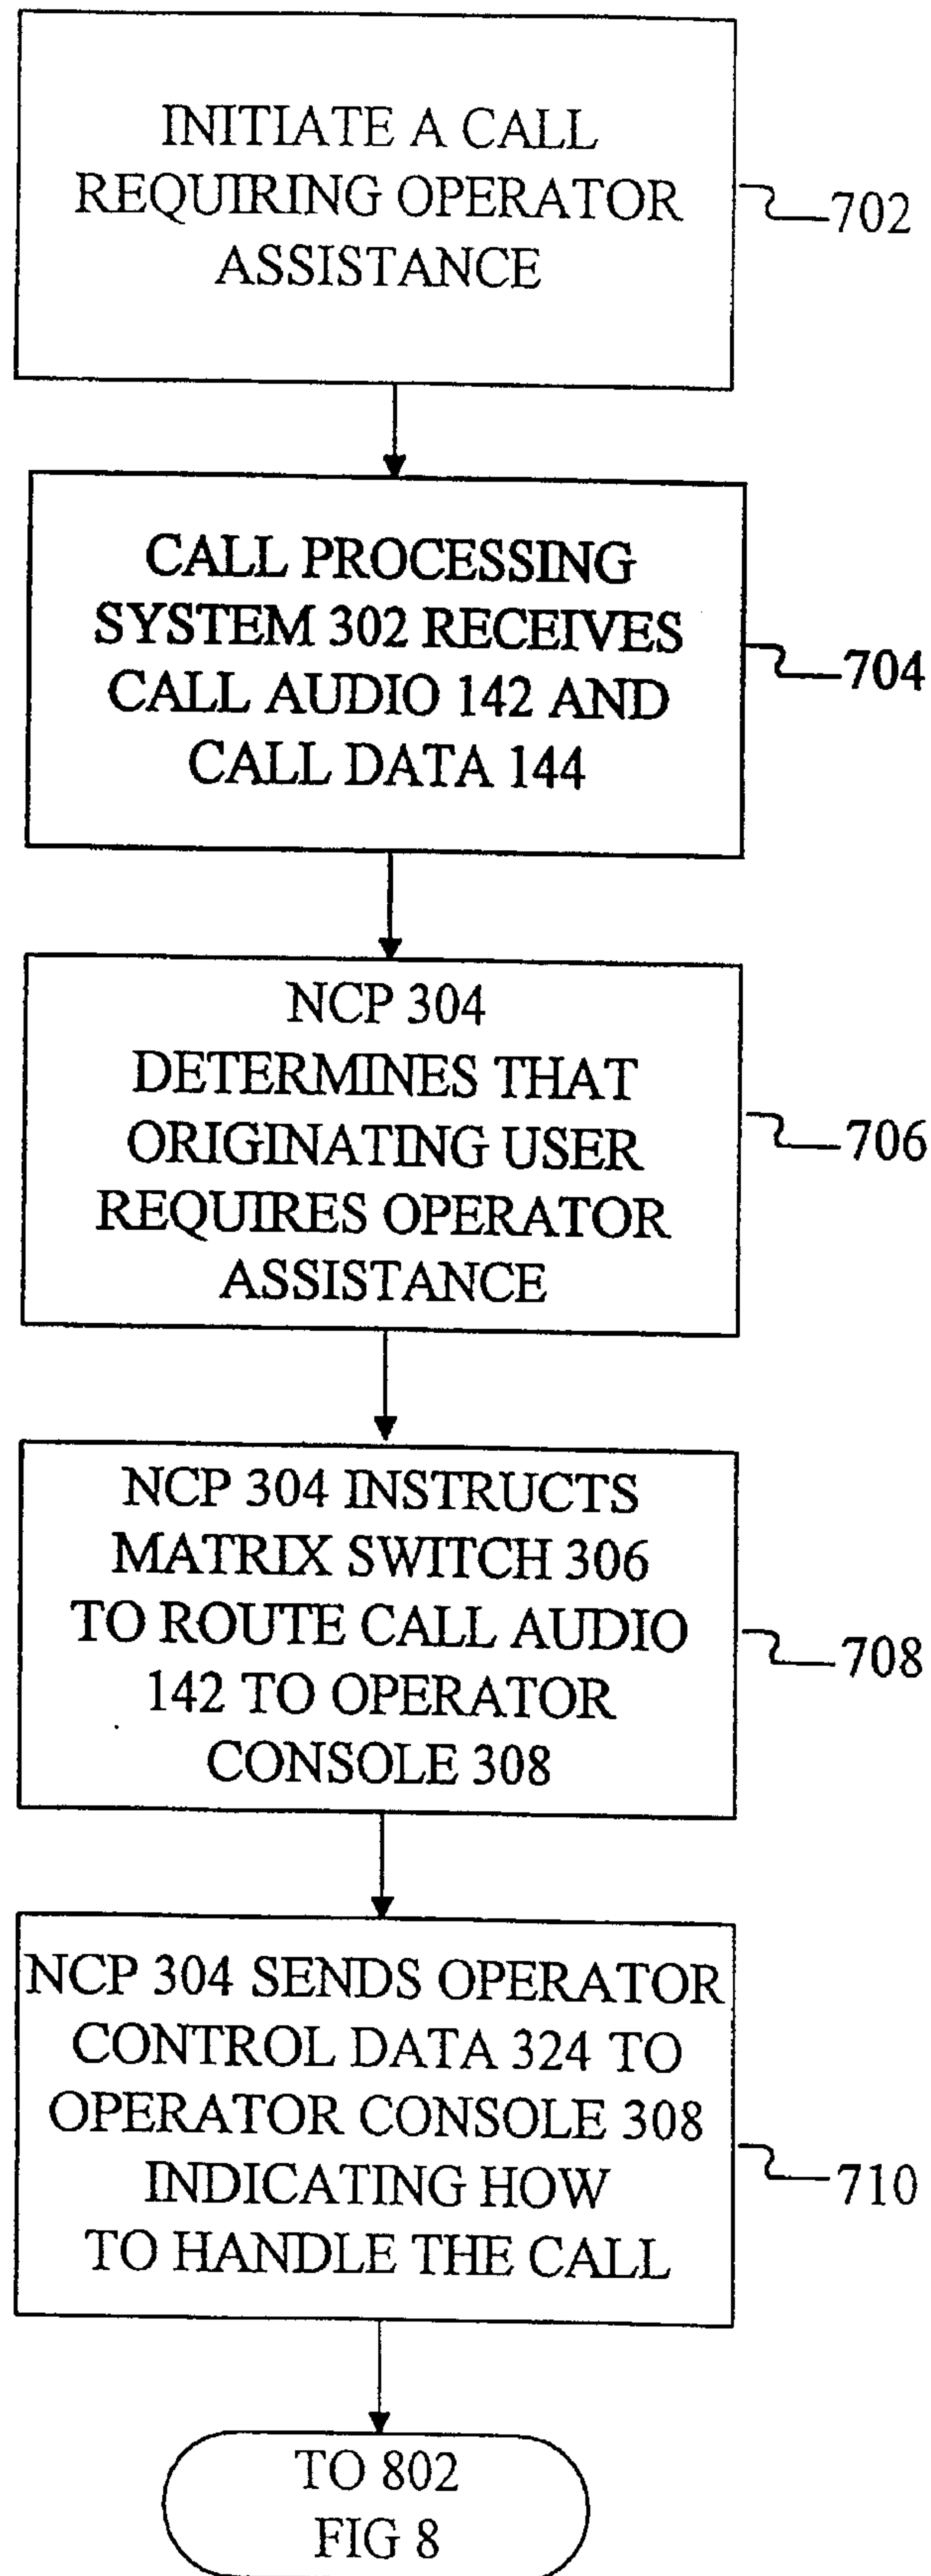 INITIATE A CALL
REQUIRING OPERATOR
ASSISTANCE
702
CALL PROCESSING
SYSTEM 302 RECEIVES
CALL AUDIO 142 AND
CALL DATA 144
704
NCP 304
DETERMINES THAT
ORIGINATING USER
REQUIRES OPERATOR
ASSISTANCE
706
NCP 304 INSTRUCTS
MATRIX SWITCH 306
TO ROUTE CALL AUDIO
142 TO OPERATOR
CONSOLE 308
708
NCP 304 SENDS OPERATOR
CONTROL DATA 324 TO
OPERATOR CONSOLE 308
INDICATING HOW
TO HANDLE THE CALL
710
TO 802
FIG 8